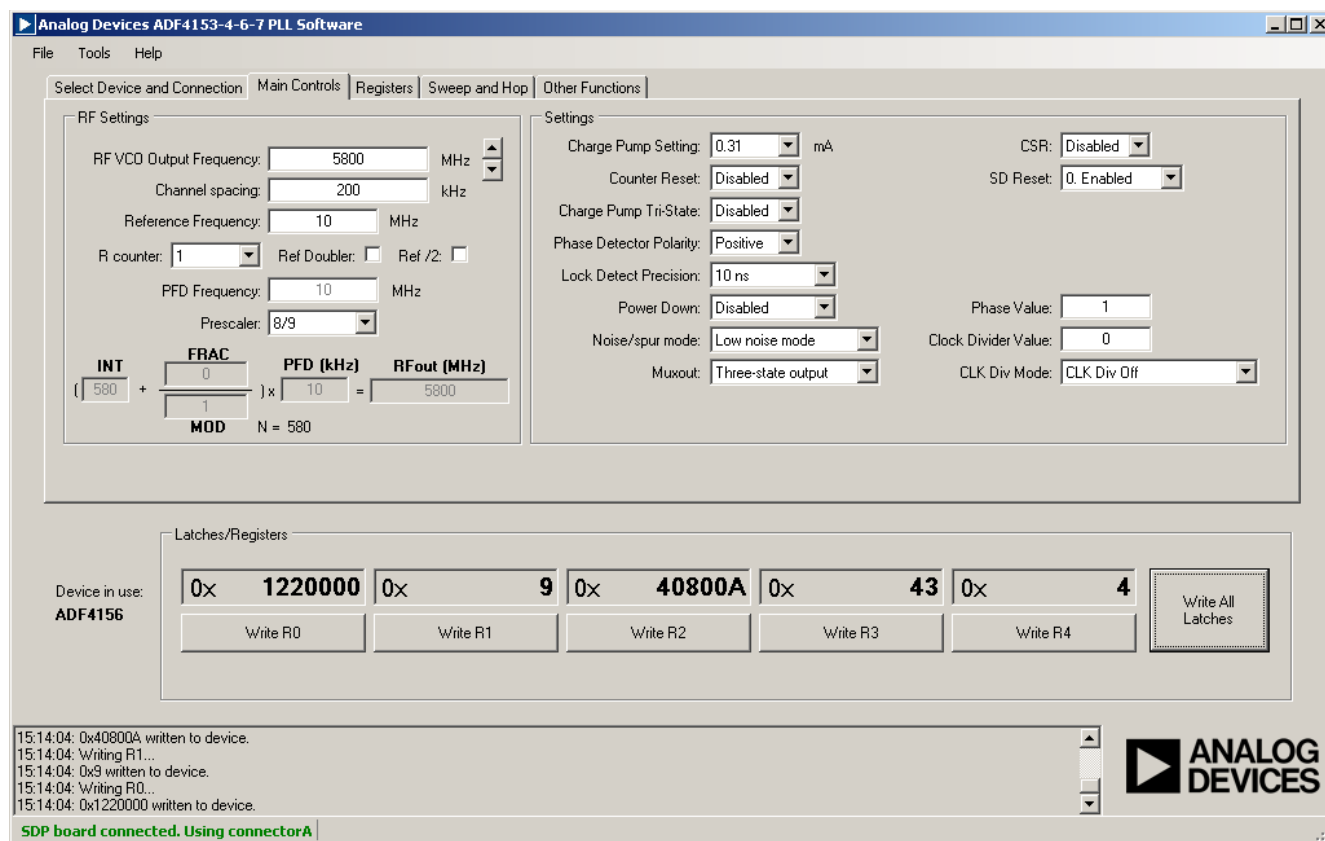 Analog Devices ADF4153-4-6-7 PLL Software
File Tools Help
Select Device and Connection Main Controls Registers Sweep and Hop Other Functions
RF Settings
RF VCO Output Frequency: 5800 MHz
Channel spacing: 200 kHz
Reference Frequency: 10 MHz
R counter: 1 Ref Doubler: Ref /2:
PFD Frequency: 10 MHz
Prescaler: 8/9
INT FRAC PFD (kHz) RFout (MHz)
( 580 + 0 / 1 ) x 10 = 5800
MOD N = 580
Settings
Charge Pump Setting: 0.31 mA
Counter Reset: Disabled
Charge Pump Tri-State: Disabled
Phase Detector Polarity: Positive
Lock Detect Precision: 10 ns
Power Down: Disabled
Noise/spur mode: Low noise mode
Muxout: Three-state output
CSR: Disabled
SD Reset: 0. Enabled
Phase Value: 1
Clock Divider Value: 0
CLK Div Mode: CLK Div Off
Latches/Registers
Device in use:
ADF4156
0x 1220000 0x 9 0x 40800A 0x 43 0x 4
Write R0 Write R1 Write R2 Write R3 Write R4
Write All
Latches
15:14:04: 0x40800A written to device.
15:14:04: Writing R1...
15:14:04: 0x9 written to device.
15:14:04: Writing R0...
15:14:04: 0x1220000 written to device.
ANALOG
DEVICES
SDP board connected. Using connectorA